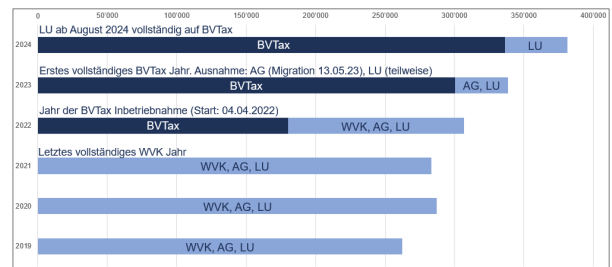 0 50'000 100'000 150'000 200'000 250'000 300'000 350'000 400'000
LU ab August 2024 vollständig auf BVTax
2024 BVTax LU
Erstes vollständiges BVTax Jahr. Ausnahme: AG (Migration 13.05.23), LU (teilweise)
2023 BVTax AG, LU
Jahr der BVTax Inbetriebnahme (Start: 04.04.2022)
2022 BVTax WVK, AG, LU
Letztes vollständiges WVK Jahr
2021 WVK, AG, LU
2020 WVK, AG, LU
2019 WVK, AG, LU